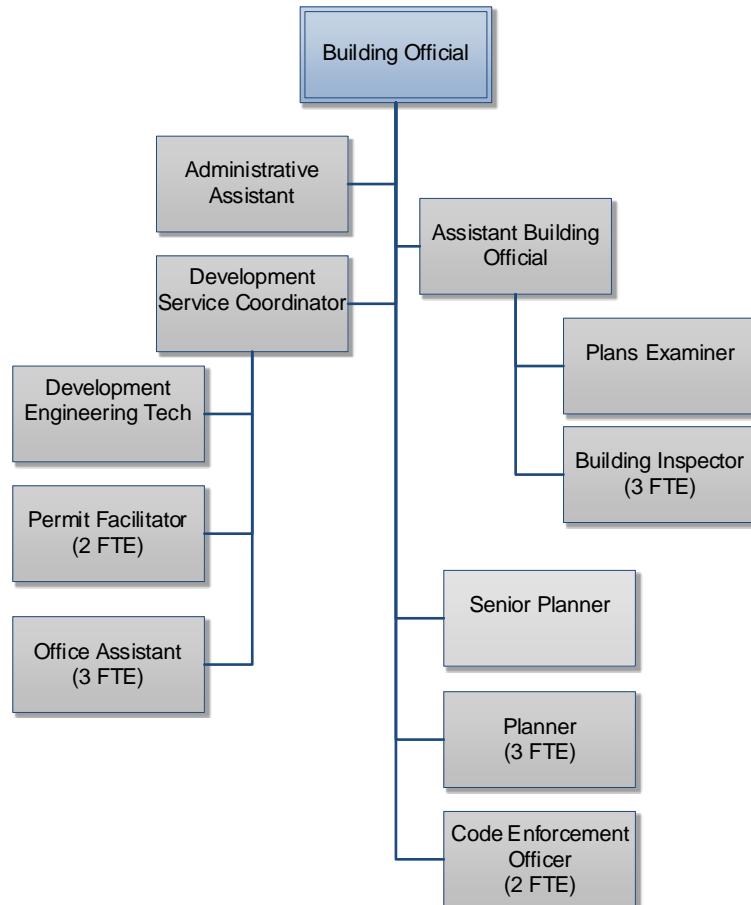 Building Official
Administrative
Assistant
Assistant Building
Official
Development
Service Coordinator
Plans Examiner
Development
Engineering Tech
Building Inspector
(3 FTE)
Permit Facilitator
(2 FTE)
Senior Planner
Office Assistant
(3 FTE)
Planner
(3 FTE)
Code Enforcement
Officer
(2 FTE)